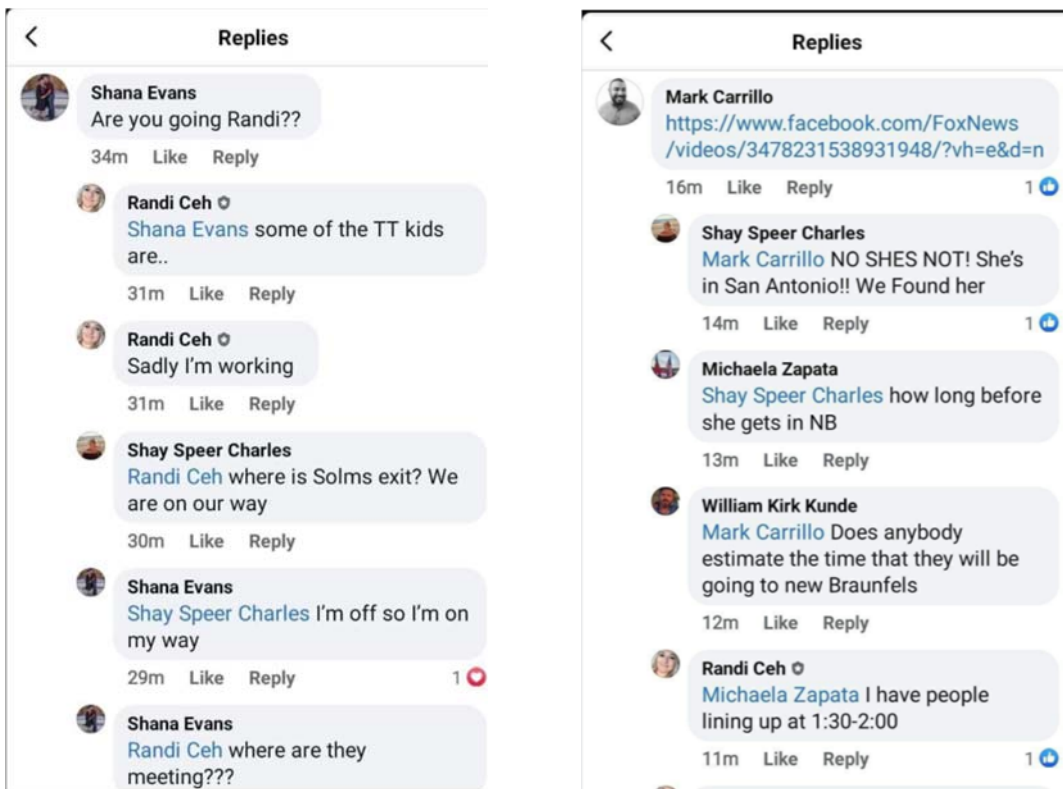 Replies
Shana Evans
Are you going Randi??
34m Like Reply
Randi Ceh
Shana Evans some of the TT kids
are..
31m Like Reply
Randi Ceh
Sadly I'm working
31m Like Reply
Shay Speer Charles
Randi Ceh where is Solms exit? We
are on our way
30m Like Reply
Shana Evans
Shay Speer Charles I'm off so I'm on
my way
29m Like Reply 1
Shana Evans
Randi Ceh where are they
meeting???
Replies
Mark Carrillo
https://www.facebook.com/FoxNews
/videos/3478231538931948/?vh=e&d=n
16m Like Reply 1
Shay Speer Charles
Mark Carrillo NO SHES NOT! She's
in San Antonio!! We Found her
14m Like Reply 1
Michaela Zapata
Shay Speer Charles how long before
she gets in NB
13m Like Reply
William Kirk Kunde
Mark Carrillo Does anybody
estimate the time that they will be
going to new Braunfels
12m Like Reply
Randi Ceh
Michaela Zapata I have people
lining up at 1:30-2:00
11m Like Reply 1